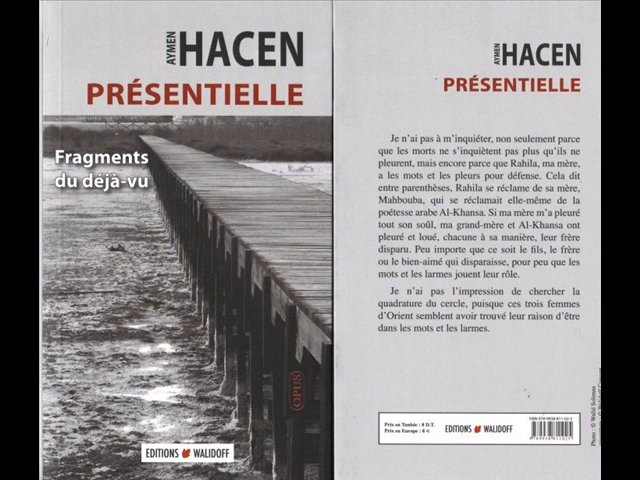 AYMEN
HACEN
PRÉSENTIELLE
Fragments
du déjà-vu
OPUS
EDITIONS WALIDOFF
AYMEN
HACEN
PRÉSENTIELLE
Je n'ai pas à m'inquiéter, non seulement parce
que les morts ne s'inquiètent pas plus qu'ils ne
pleurent, mais encore parce que Rahila, ma mère,
a les mots et les pleurs pour défense. Cela dit
entre parenthèses, Rahila se réclame de sa mère,
Mahbouba, qui se réclamait elle-même de la
poétesse arabe Al-Khansa. Si ma mère m'a pleuré
tout son soûl, ma grand-mère et Al-Khansa ont
pleuré et loué, chacune à sa manière, leur frère
disparu. Peu importe que ce soit le fils, le frère
ou le bien-aimé qui disparaisse, pour peu que les
mots et les larmes jouent leur rôle.
Je n'ai pas l'impression de chercher la
quadrature du cercle, puisque ces trois femmes
d'Orient semblent avoir trouvé leur raison d'être
dans les mots et les larmes.
Prix en Tunisie : 8 D.T.
Prix en Europe : 8 €
EDITIONS WALIDOFF
Photo : © Walid Soliman